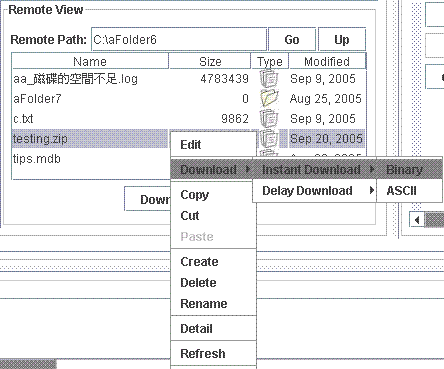 Remote View
Remote Path: C:\aFolder6 Go Up
Name Size Type Modified
aa_磁碟的空間不足.log 4783439 Sep 9, 2005
aFolder7 0 Aug 25, 2005
c.txt 9862 Sep 9, 2005
testing.zip Sep 20, 2005
tips.mdb 2005
Edit
Download Instant Download Binary
Delay Download ASCII
Copy
Cut
Paste
Create
Delete
Rename
Detail
Refresh